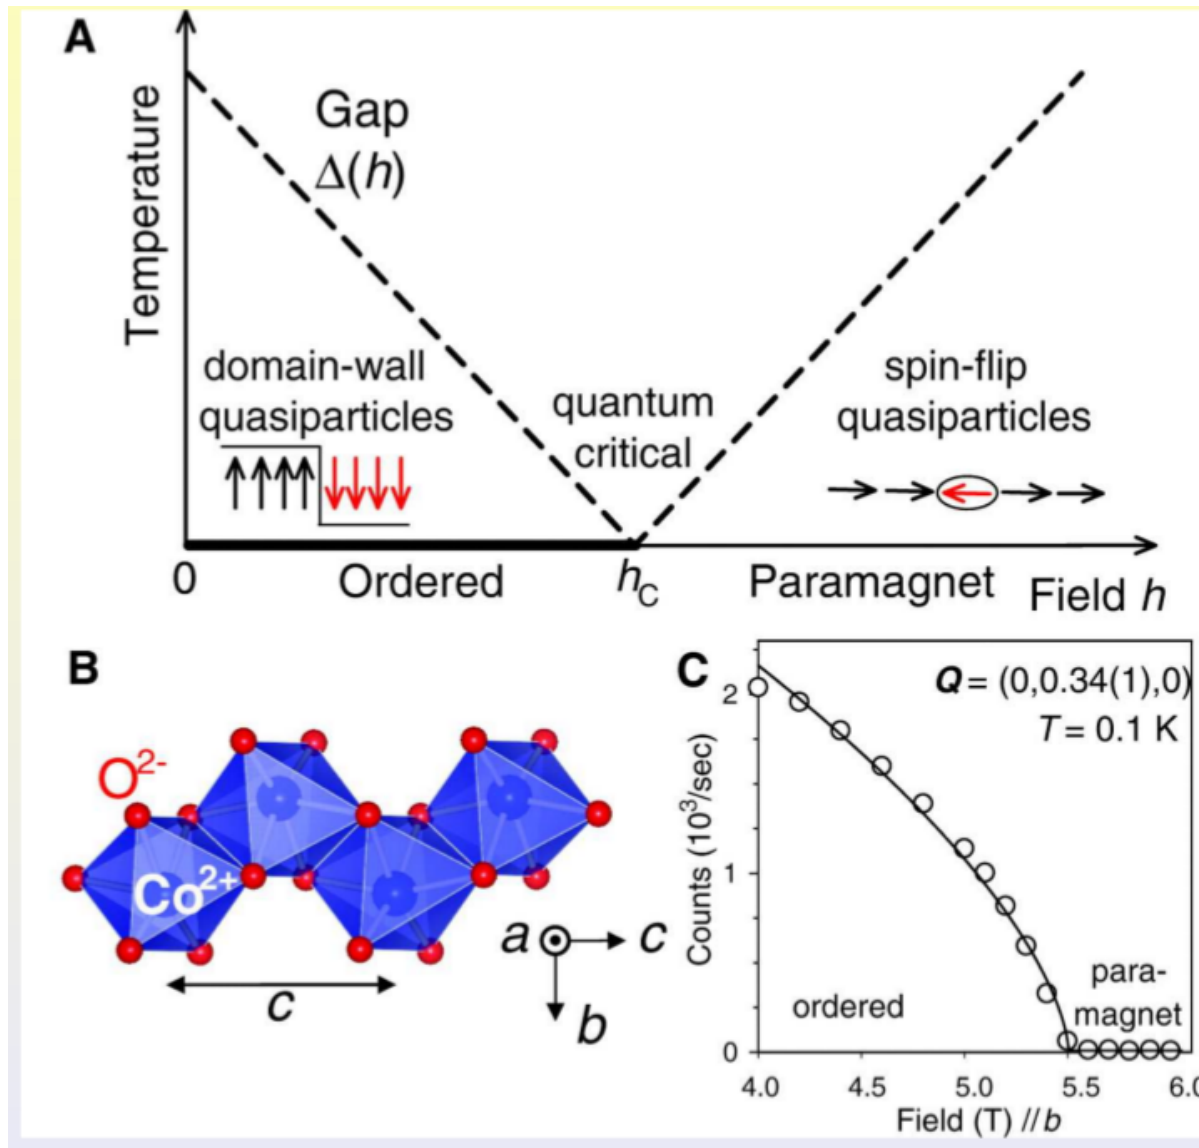 A
Temperature
Gap
Δ(h)
domain-wall
quasiparticles
quantum
critical
spin-flip
quasiparticles
0
Ordered
hC
Paramagnet
Field h
B
O2-
Co2+
c
a
c
b
C
Q = (0,0.34(1),0)
T = 0.1 K
Counts (10³/sec)
2
1
0
ordered
para-
magnet
4.0 4.5 5.0 5.5 6.0
Field (T) //b